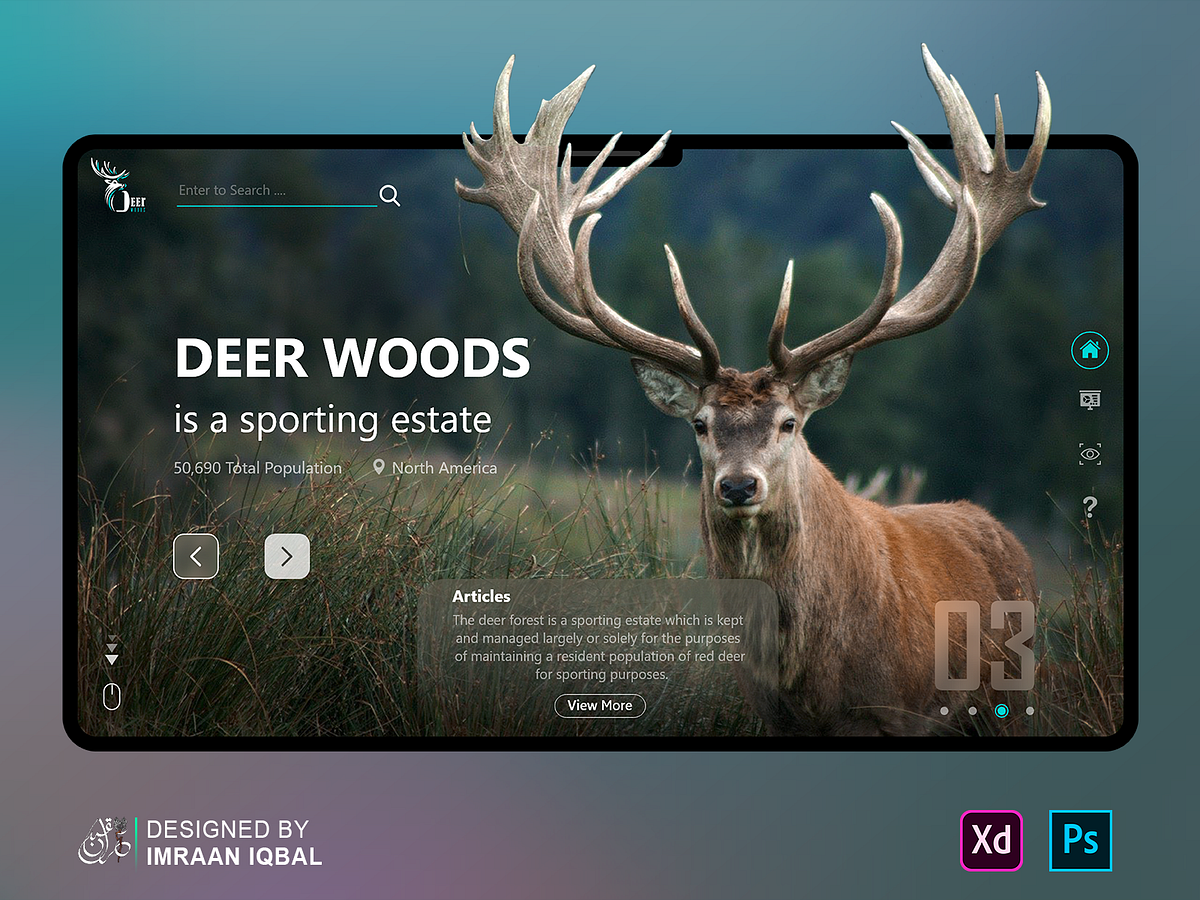 DEER
Enter to Search ....
DEER WOODS
is a sporting estate
50,690 Total Population
North America
Articles
The deer forest is a sporting estate which is kept
and managed largely or solely for the purposes
of maintaining a resident population of red deer
for sporting purposes.
View More
03
DESIGNED BY
IMRAAN IQBAL
Xd
Ps